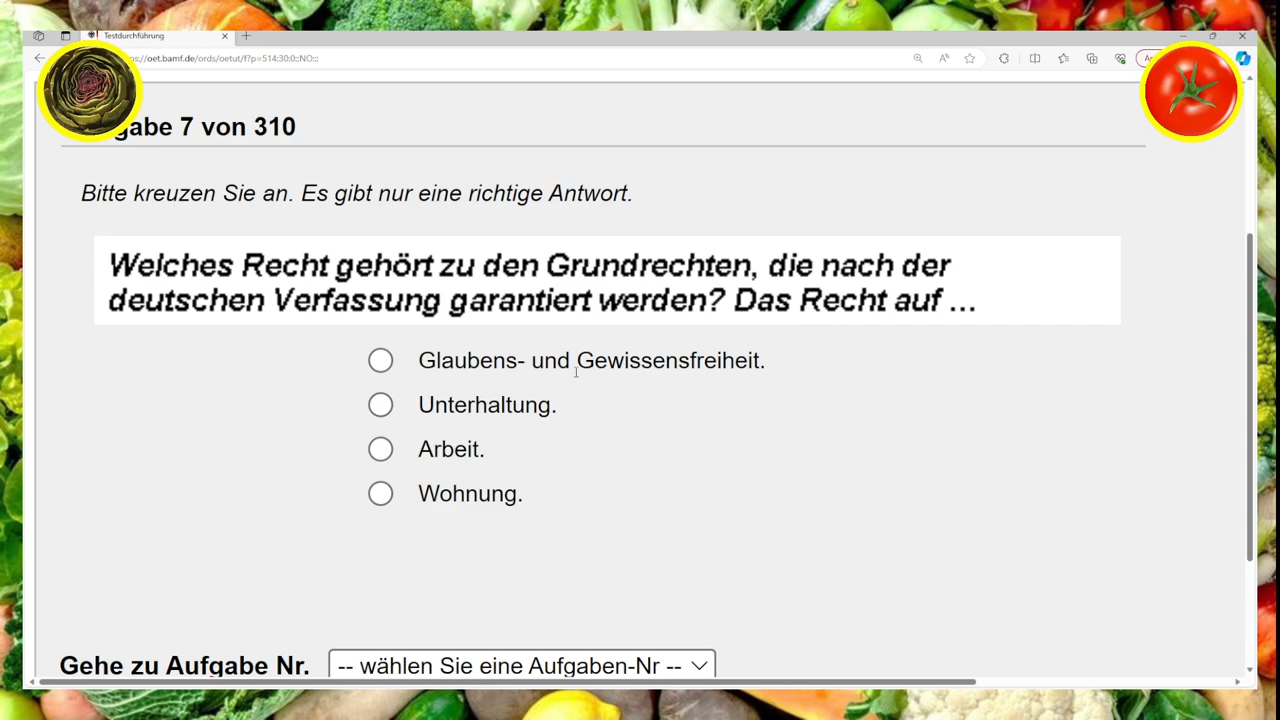 Testdurchführung
oet.bamf.de/ords/oetut/f?p=514:30:0::NO:::
gabe 7 von 310
Bitte kreuzen Sie an. Es gibt nur eine richtige Antwort.
Welches Recht gehört zu den Grundrechten, die nach der
deutschen Verfassung garantiert werden? Das Recht auf ...
Glaubens- und Gewissensfreiheit.
Unterhaltung.
Arbeit.
Wohnung.
Gehe zu Aufgabe Nr. -- wählen Sie eine Aufgaben-Nr --